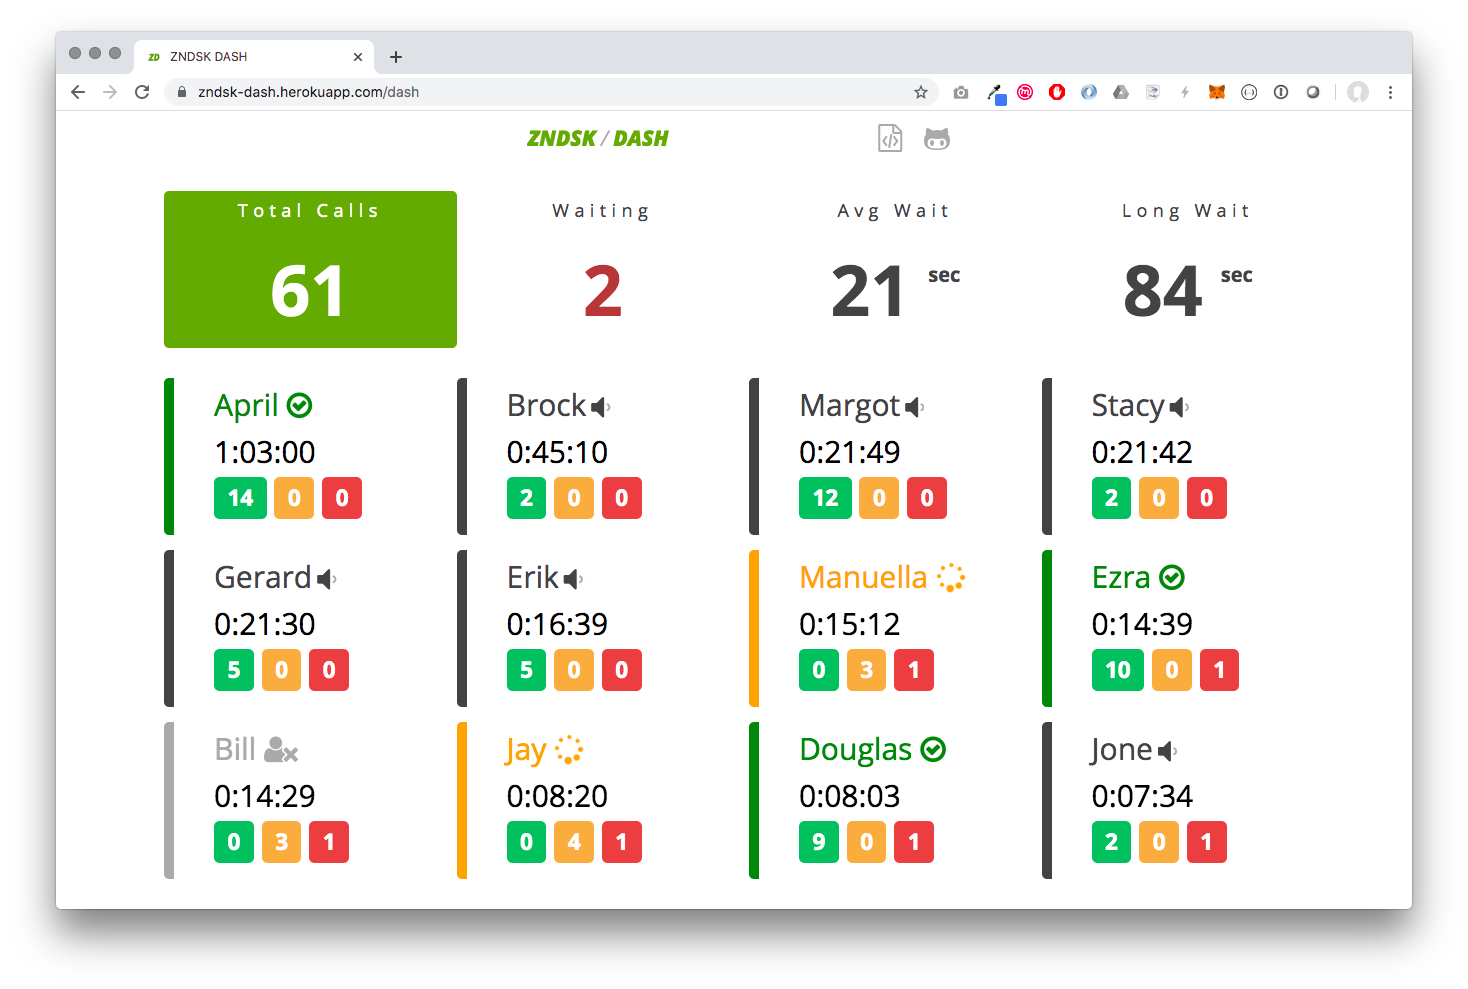 ZNDSK DASH
zndsk-dash.herokuapp.com/dash
ZNDSK / DASH
Total Calls
61
Waiting
2
Avg Wait
21 sec
Long Wait
84 sec
April
1:03:00
14 0 0
Brock
0:45:10
2 0 0
Margot
0:21:49
12 0 0
Stacy
0:21:42
2 0 0
Gerard
0:21:30
5 0 0
Erik
0:16:39
5 0 0
Manuella
0:15:12
0 3 1
Ezra
0:14:39
10 0 1
Bill
0:14:29
0 3 1
Jay
0:08:20
0 4 1
Douglas
0:08:03
9 0 1
Jone
0:07:34
2 0 1